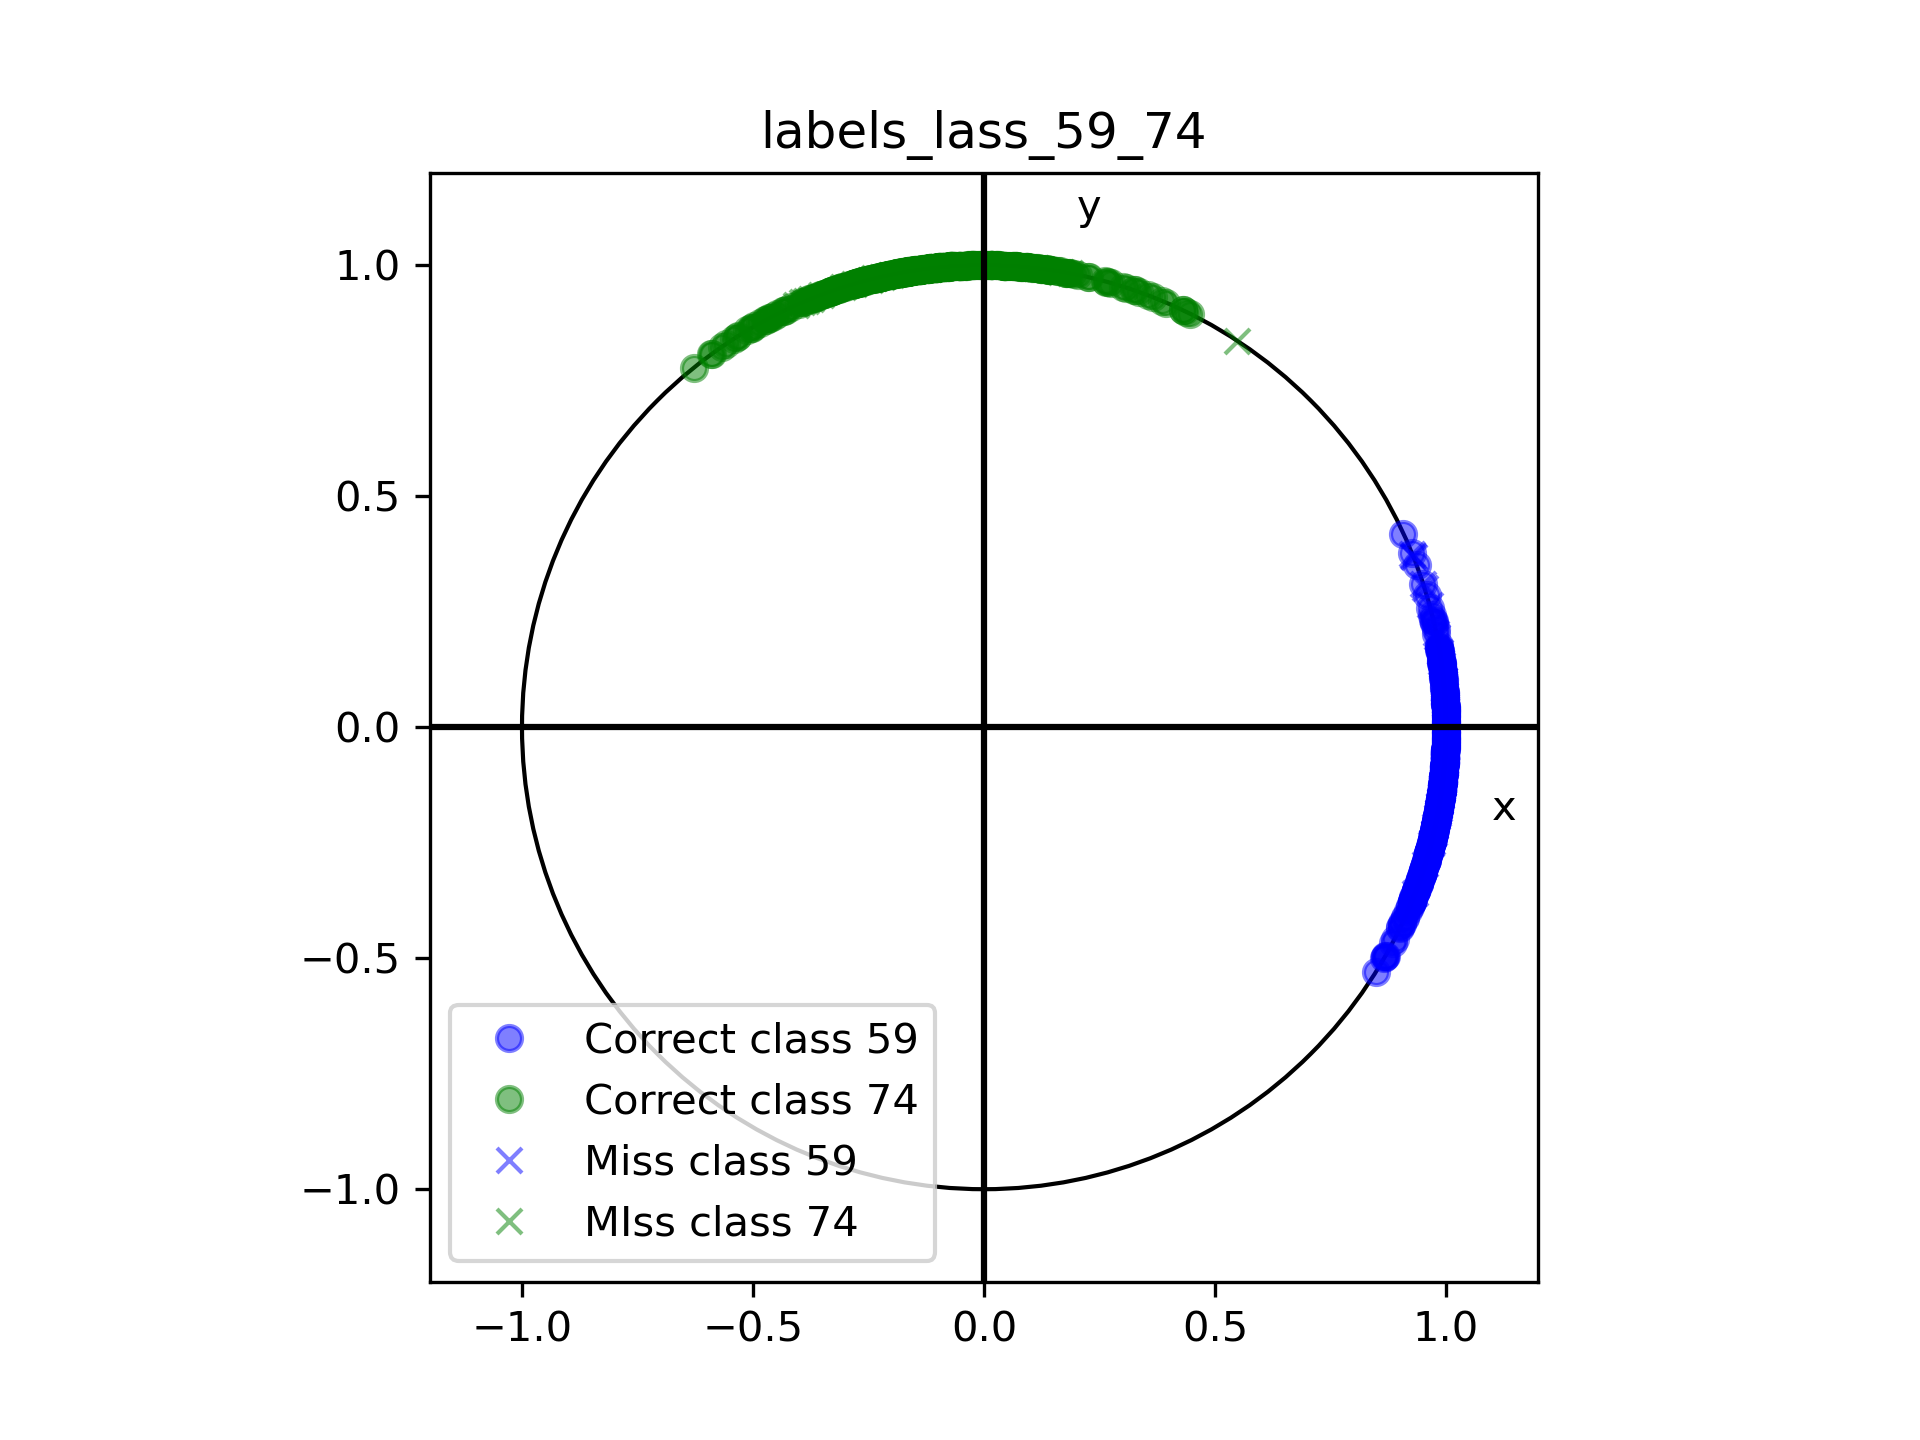 labels_lass_59_74
y
1.0
0.5
0.0
−0.5
−1.0
x
Correct class 59
Correct class 74
Miss class 59
MIss class 74
−1.0 −0.5 0.0 0.5 1.0